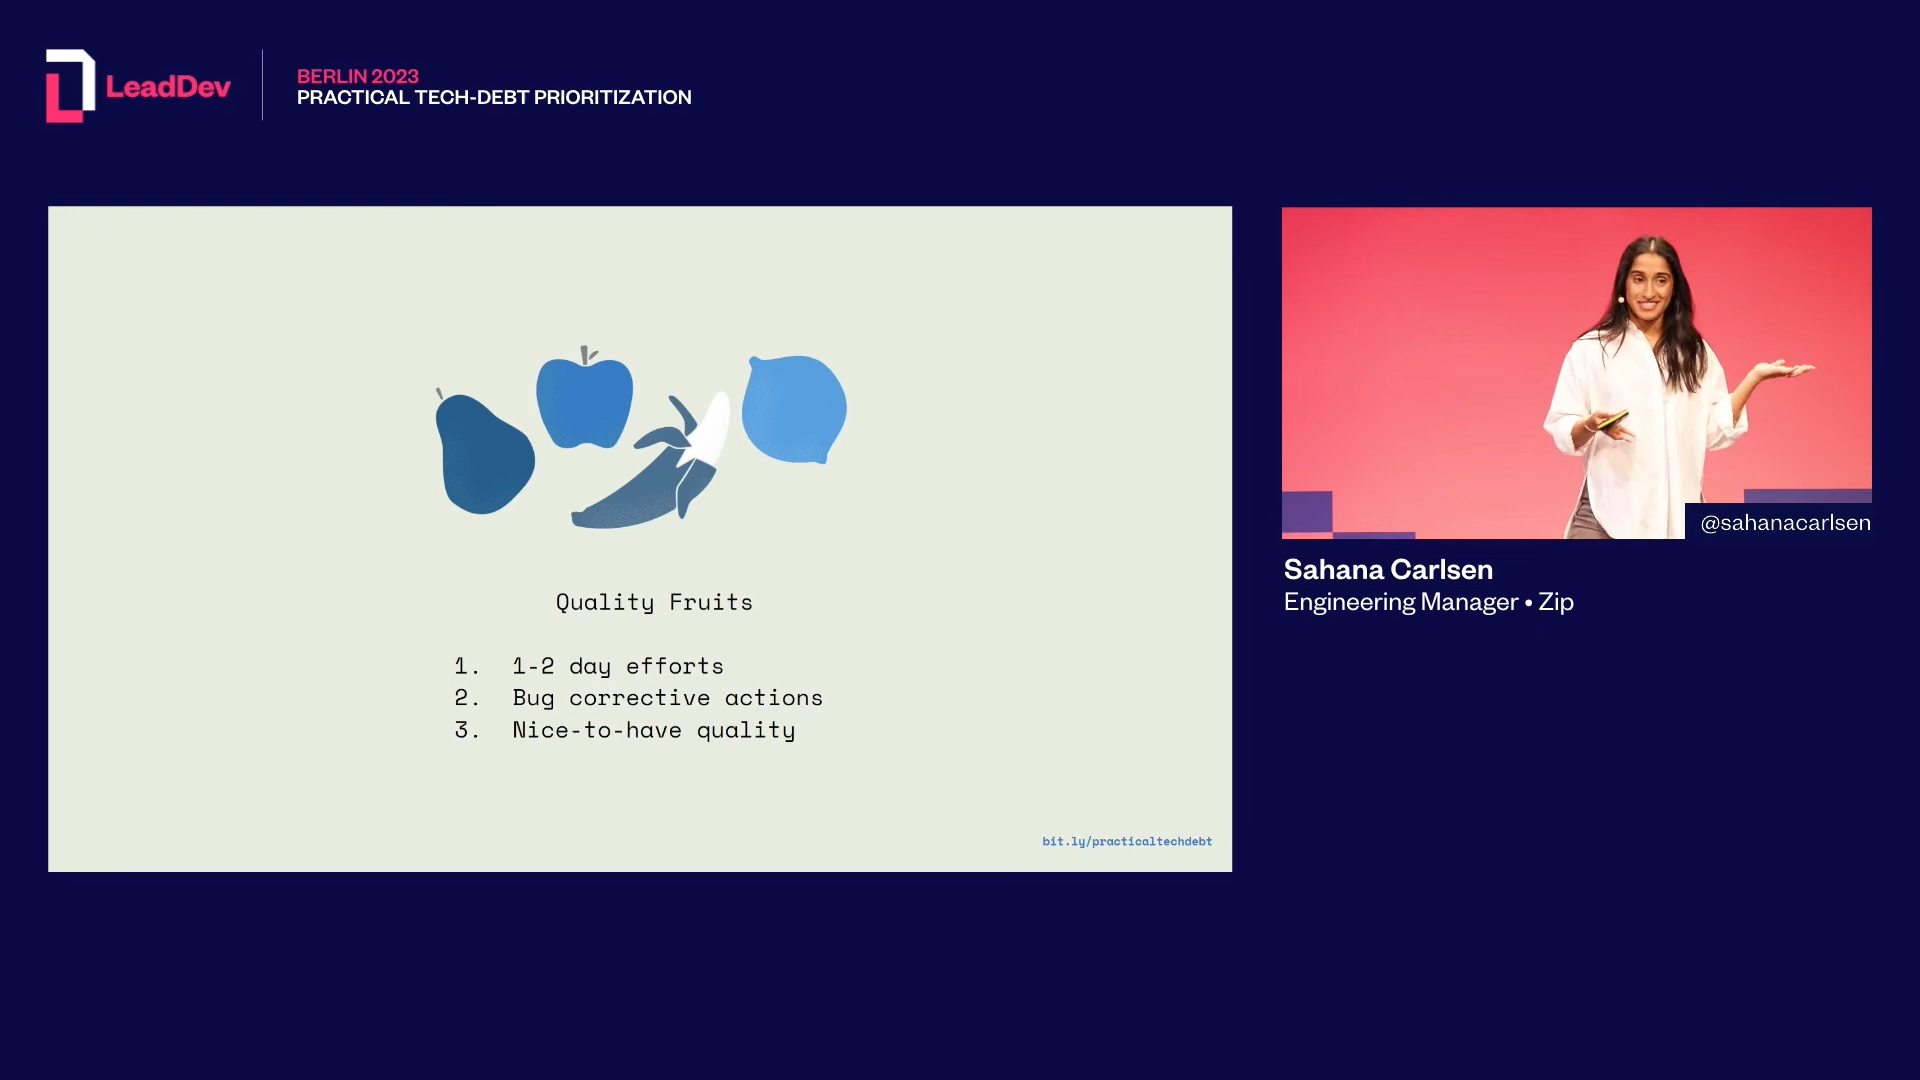 LeadDev
BERLIN 2023
PRACTICAL TECH-DEBT PRIORITIZATION
Quality Fruits
1. 1-2 day efforts
2. Bug corrective actions
3. Nice-to-have quality
bit.ly/practicaltechdebt
@sahanacarlsen
Sahana Carlsen
Engineering Manager • Zip